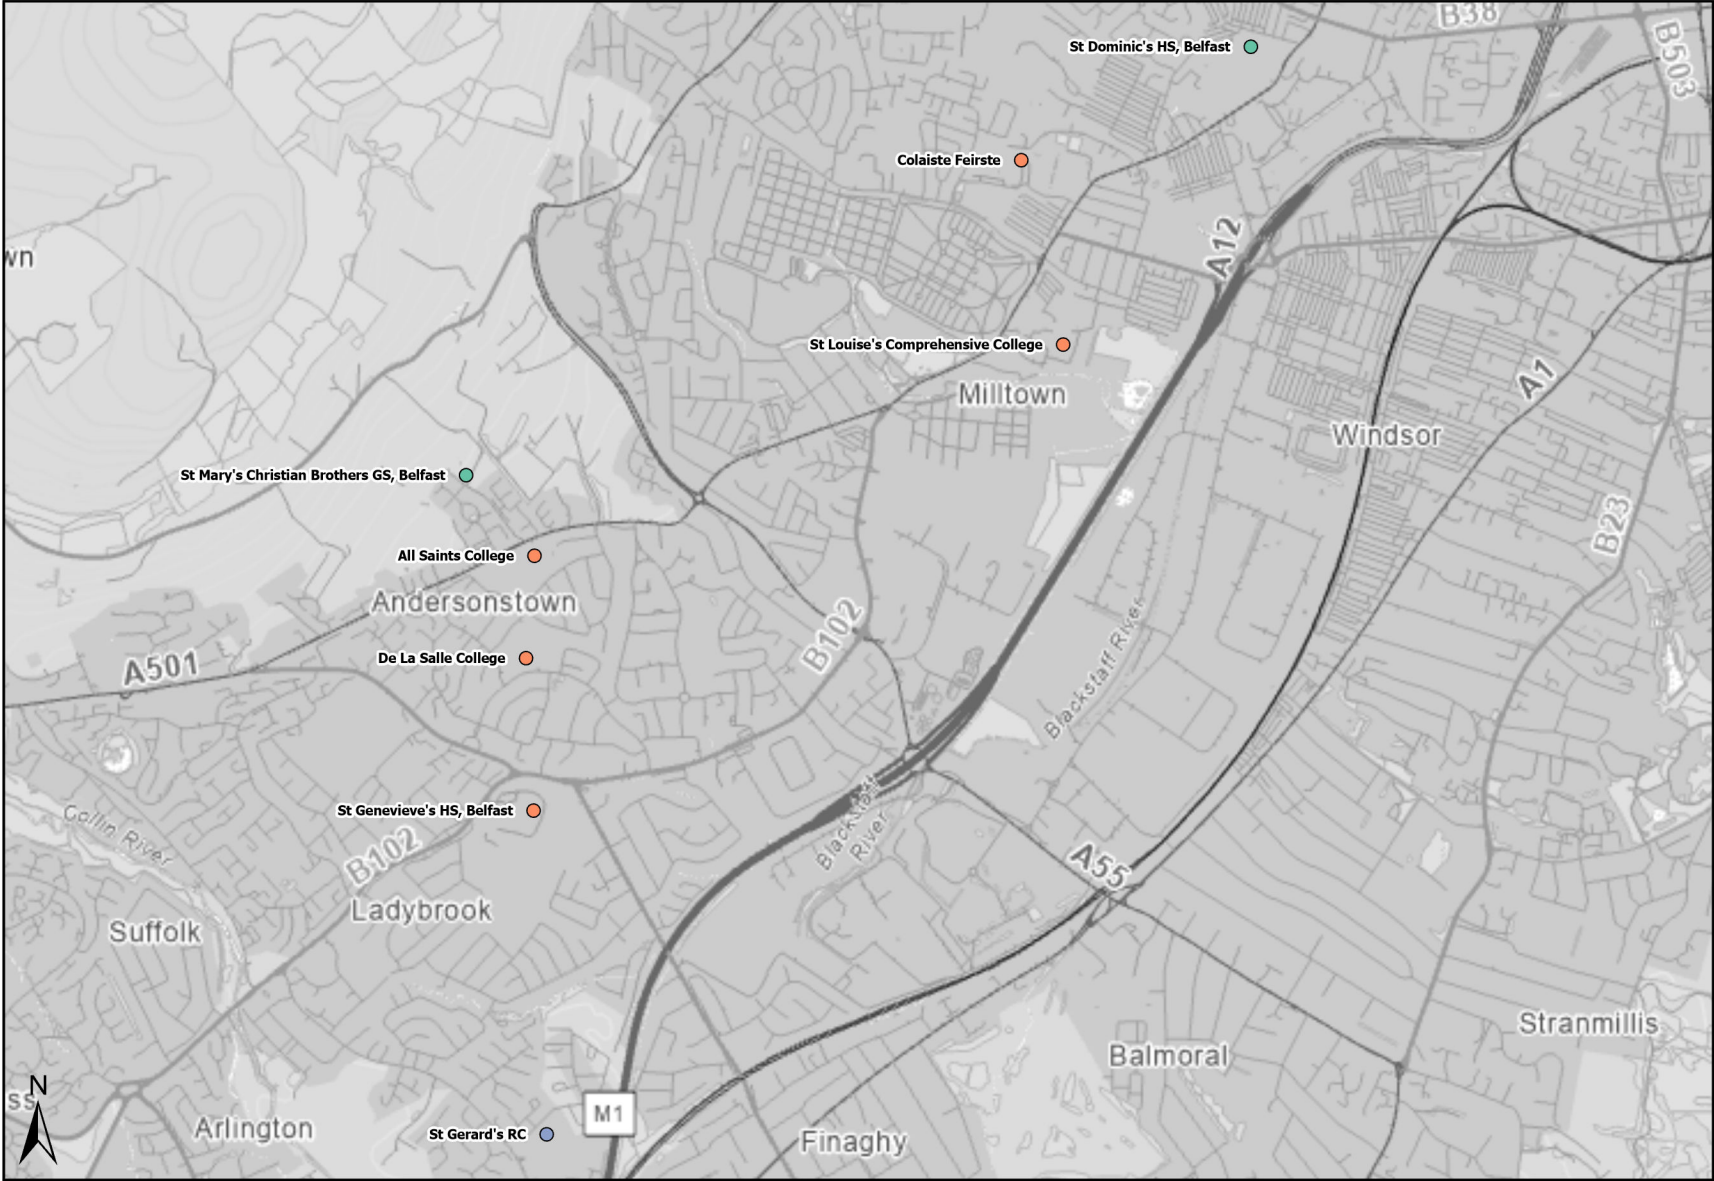 B38
B503
St Dominic's HS, Belfast
Colaiste Feirste
wn
A12
St Louise's Comprehensive College
Milltown
A1
Windsor
St Mary's Christian Brothers GS, Belfast
B23
All Saints College
Andersonstown
B102
Blackstaff River
De La Salle College
A501
St Genevieve's HS, Belfast
Collin River
B102
Blackstaff
River
A55
Ladybrook
Suffolk
Stranmillis
Balmoral
N
ss
M1
Arlington
St Gerard's RC
Finaghy